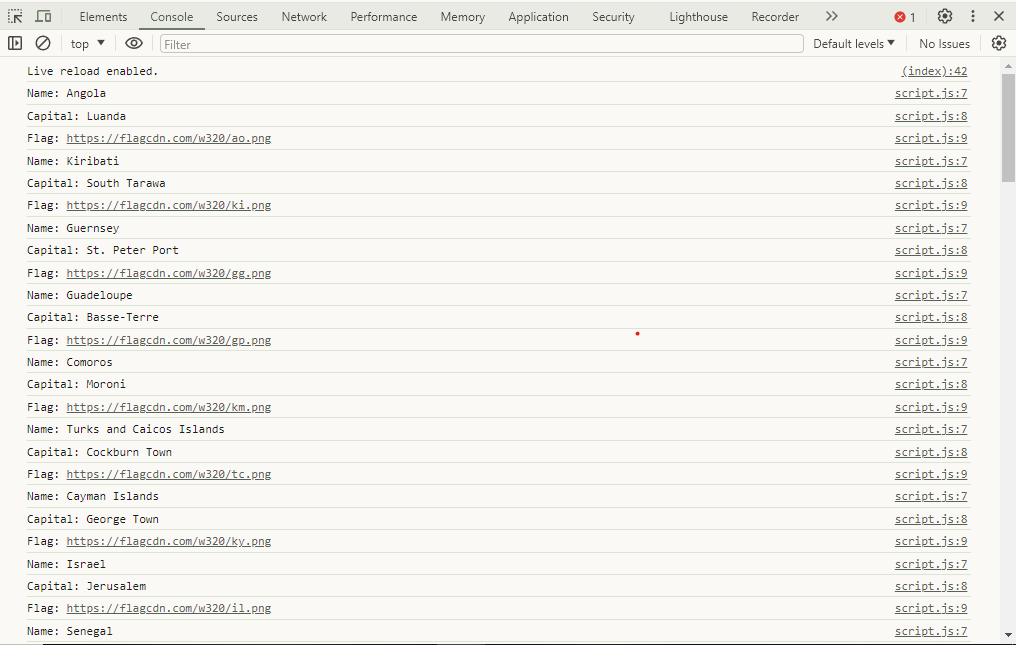 Elements Console Sources Network Performance Memory Application Security Lighthouse Recorder 1
top Filter Default levels No Issues
Live reload enabled. (index):42
Name: Angola script.js:7
Capital: Luanda script.js:8
Flag: https://flagcdn.com/w320/ao.png script.js:9
Name: Kiribati script.js:7
Capital: South Tarawa script.js:8
Flag: https://flagcdn.com/w320/ki.png script.js:9
Name: Guernsey script.js:7
Capital: St. Peter Port script.js:8
Flag: https://flagcdn.com/w320/gg.png script.js:9
Name: Guadeloupe script.js:7
Capital: Basse-Terre script.js:8
Flag: https://flagcdn.com/w320/gp.png script.js:9
Name: Comoros script.js:7
Capital: Moroni script.js:8
Flag: https://flagcdn.com/w320/km.png script.js:9
Name: Turks and Caicos Islands script.js:7
Capital: Cockburn Town script.js:8
Flag: https://flagcdn.com/w320/tc.png script.js:9
Name: Cayman Islands script.js:7
Capital: George Town script.js:8
Flag: https://flagcdn.com/w320/ky.png script.js:9
Name: Israel script.js:7
Capital: Jerusalem script.js:8
Flag: https://flagcdn.com/w320/il.png script.js:9
Name: Senegal script.js:7